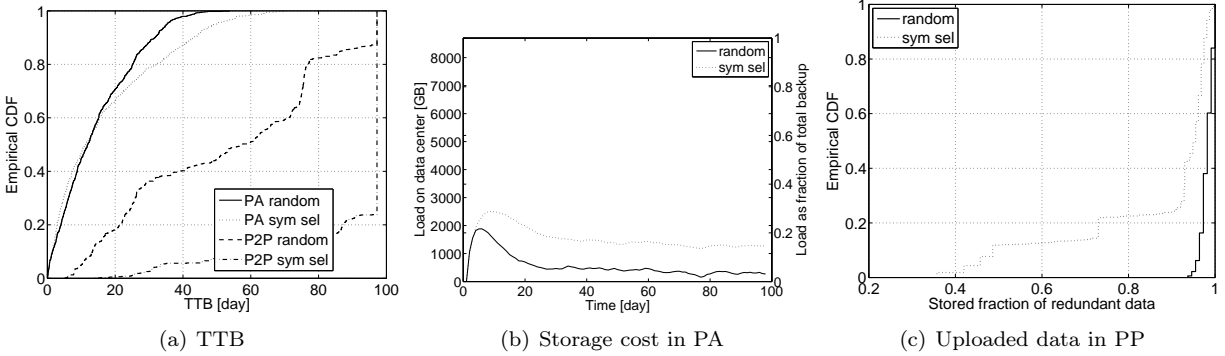 1
0.8
0.6
0.4
0.2
0
Empirical CDF
0 20 40 60 80 100
TTB [day]
PA random
PA sym sel
P2P random
P2P sym sel
(a) TTB
8000
7000
6000
5000
4000
3000
2000
1000
0
Load on data center [GB]
0 20 40 60 80 100
Time [day]
random
sym sel
1
0.8
0.6
0.4
0.2
0
Load as fraction of total backup
(b) Storage cost in PA
1
0.8
0.6
0.4
0.2
0
Empirical CDF
random
sym sel
0.2 0.4 0.6 0.8 1
Stored fraction of redundant data
(c) Uploaded data in PP